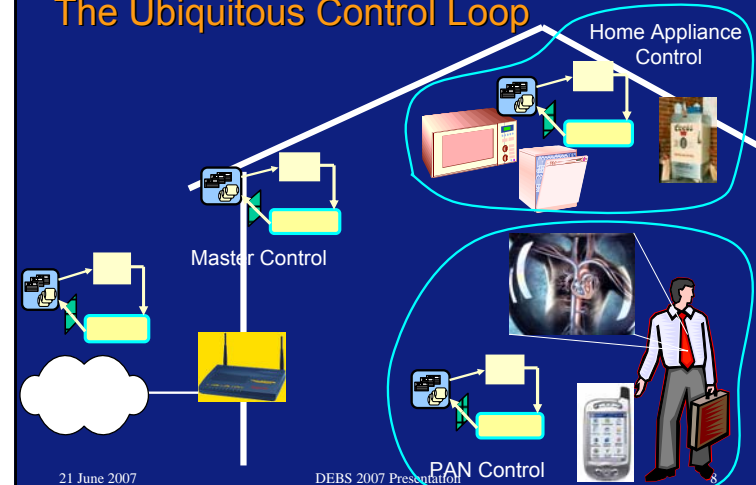 The Ubiquitous Control Loop
Home Appliance
Control
Master Control
PAN Control
21 June 2007
DEBS 2007 Presentation
8